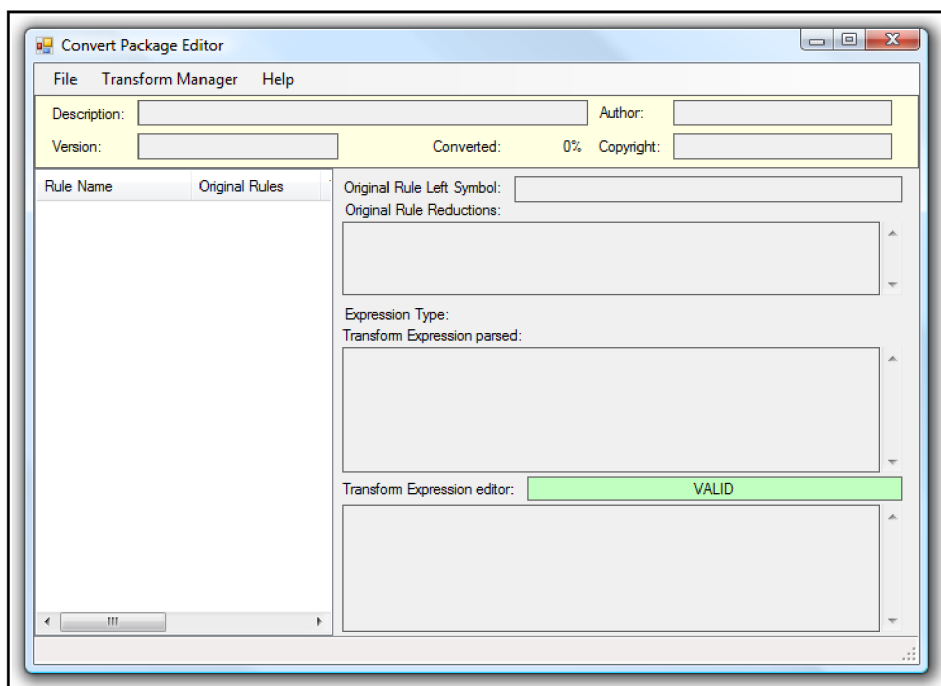 Convert Package Editor
File Transform Manager Help
Description: Author:
Version: Converted: 0% Copyright:
Rule Name Original Rules
Original Rule Left Symbol:
Original Rule Reductions:
Expression Type:
Transform Expression parsed:
Transform Expression editor: VALID